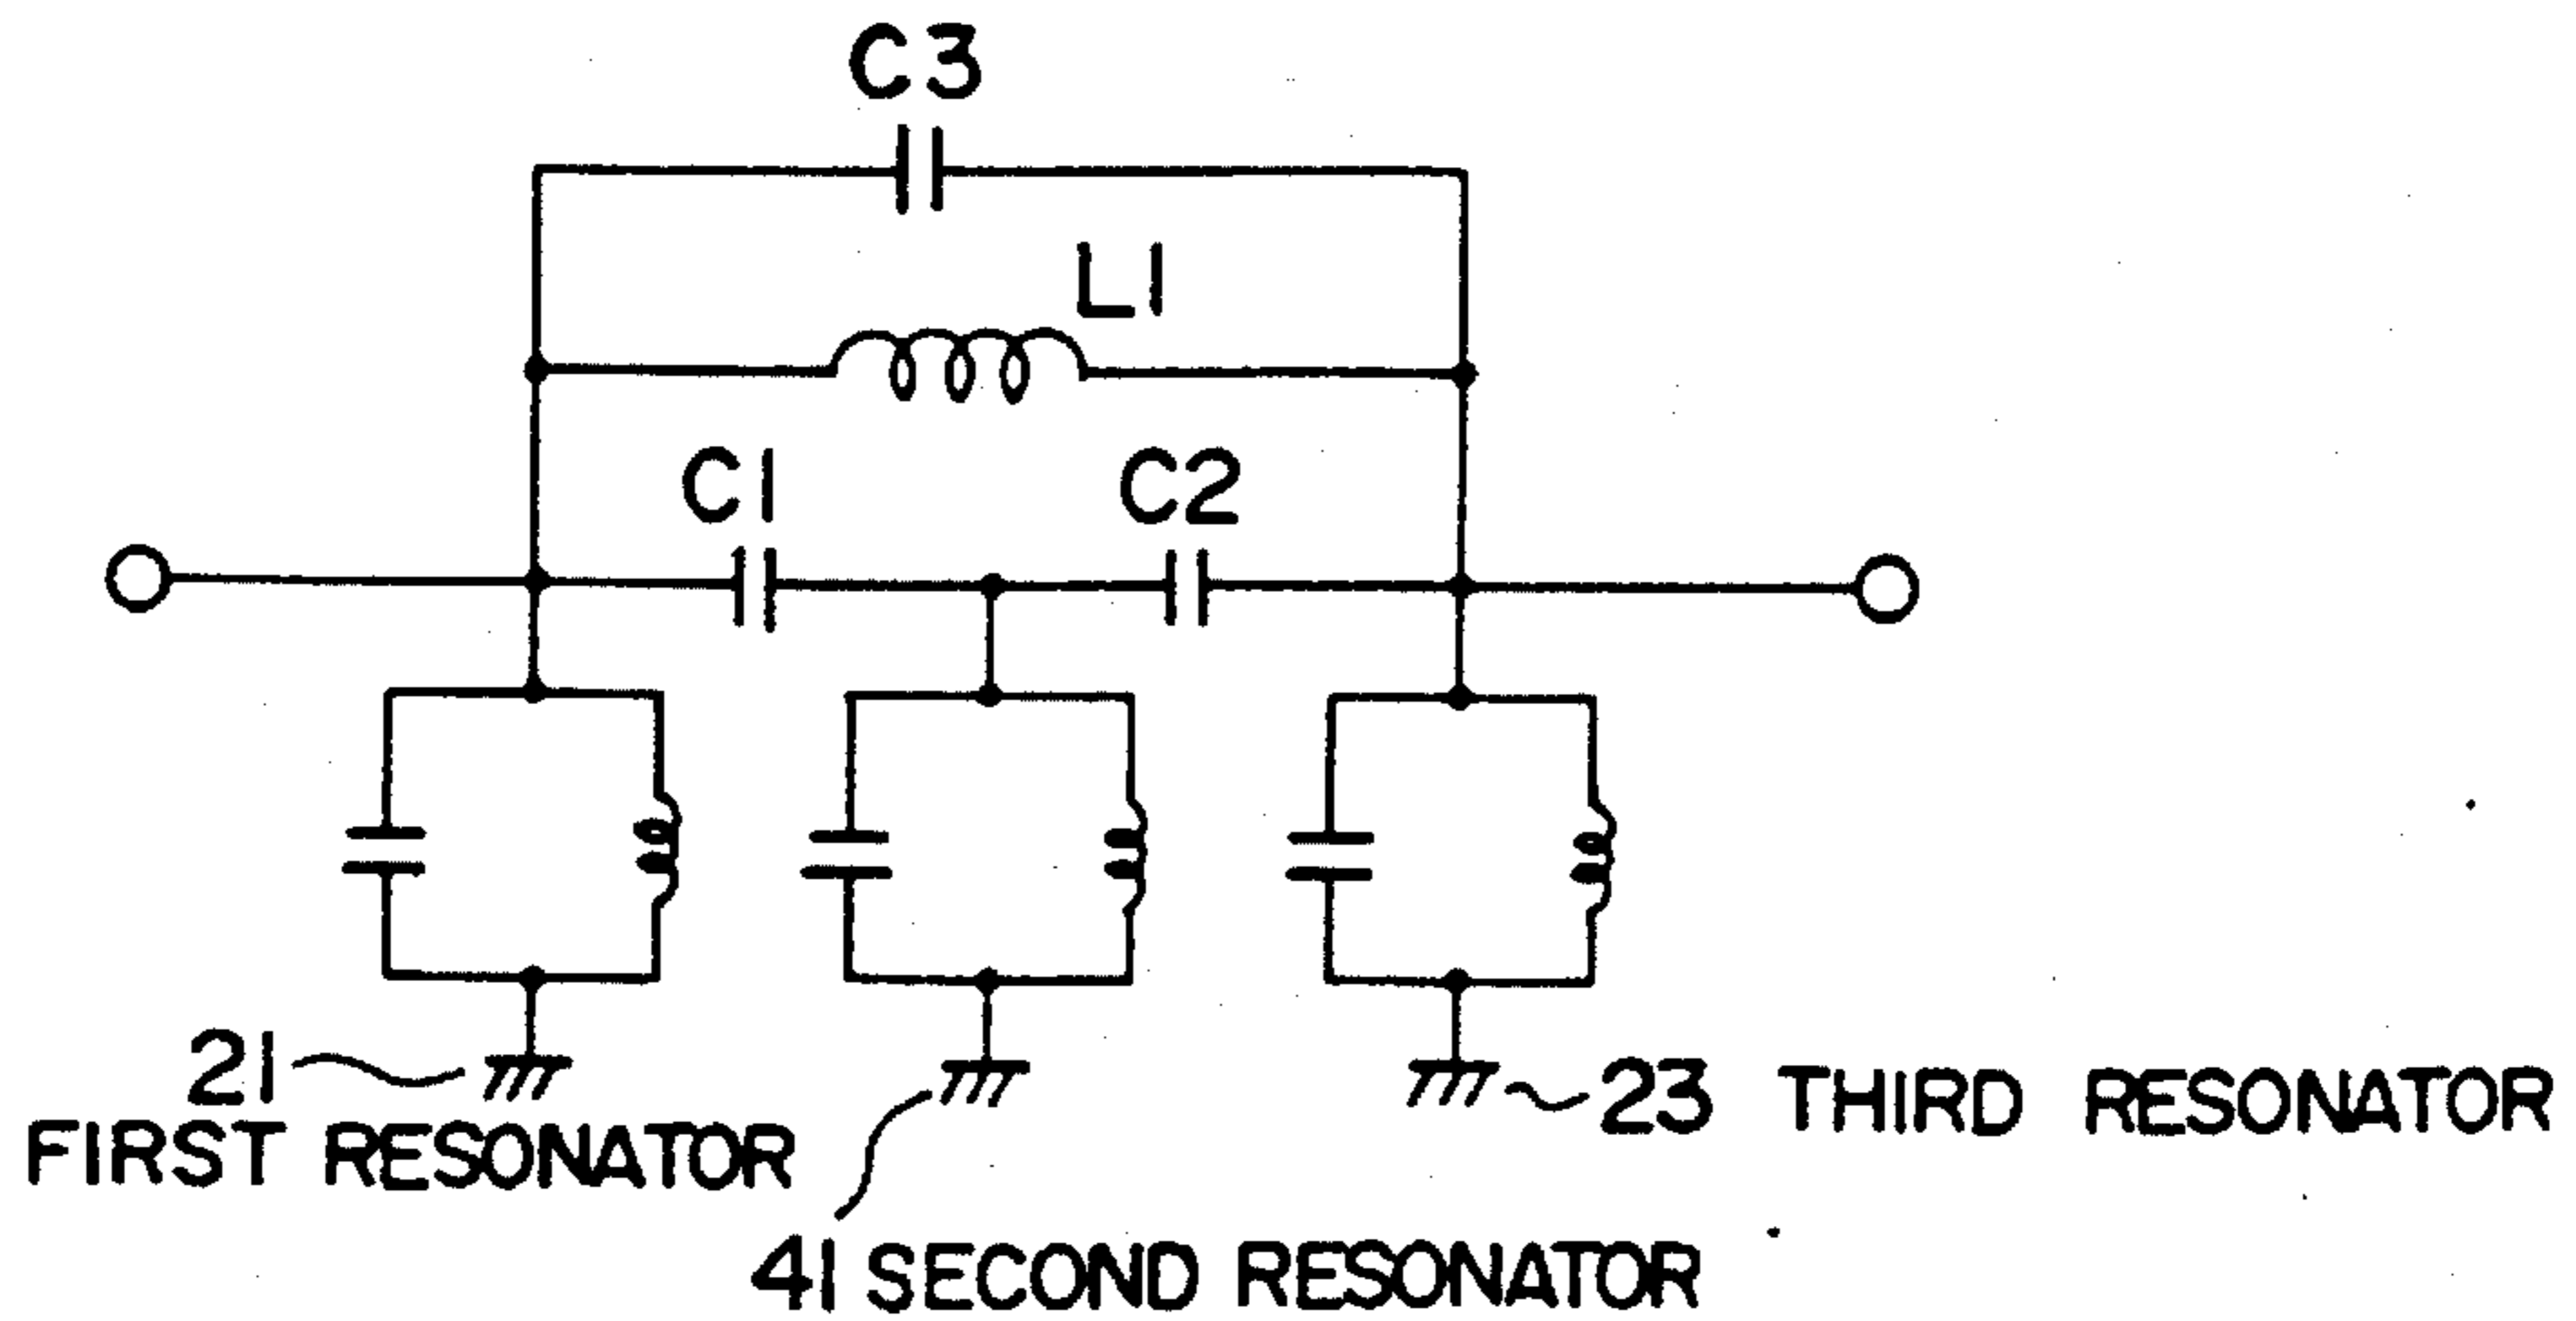 C3
L1
C1
C2
21
FIRST RESONATOR
23 THIRD RESONATOR
41 SECOND RESONATOR